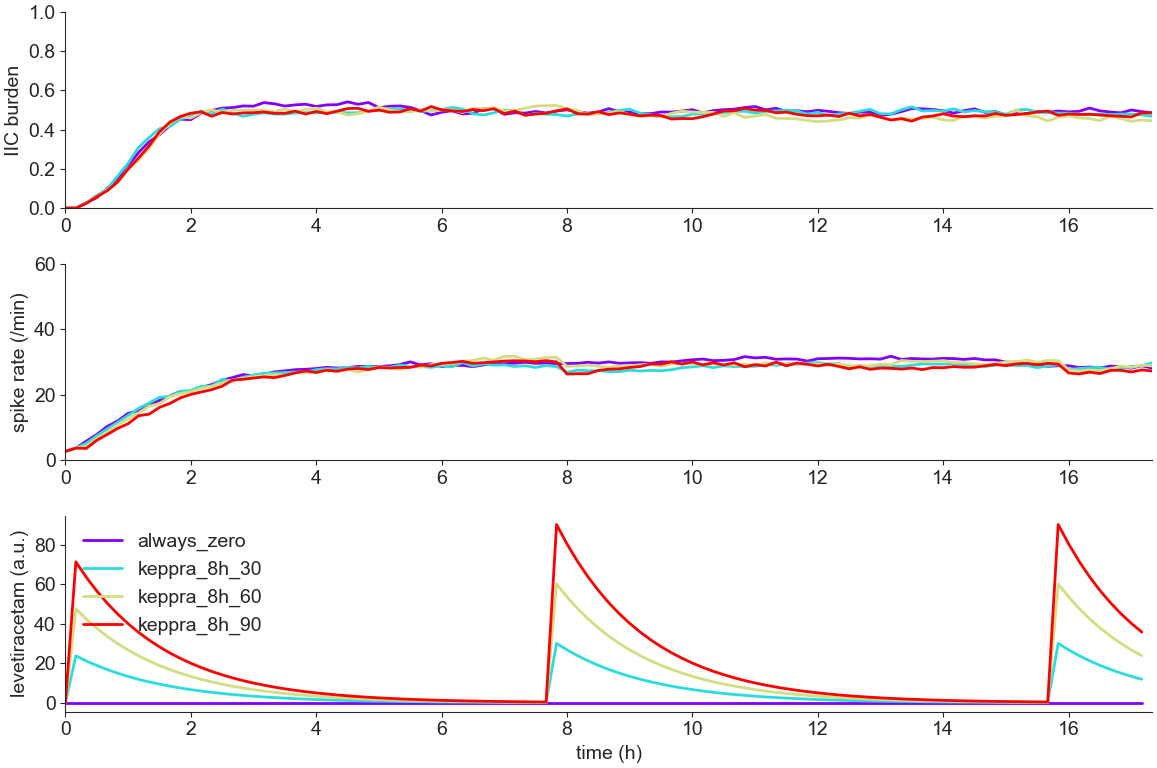 1.0
0.8
0.6
0.4
0.2
0.0
IIC burden
0 2 4 6 8 10 12 14 16
60
40
20
0
spike rate (/min)
0 2 4 6 8 10 12 14 16
80
60
40
20
0
levetiracetam (a.u.)
always_zero
keppra_8h_30
keppra_8h_60
keppra_8h_90
0 2 4 6 8 10 12 14 16
time (h)